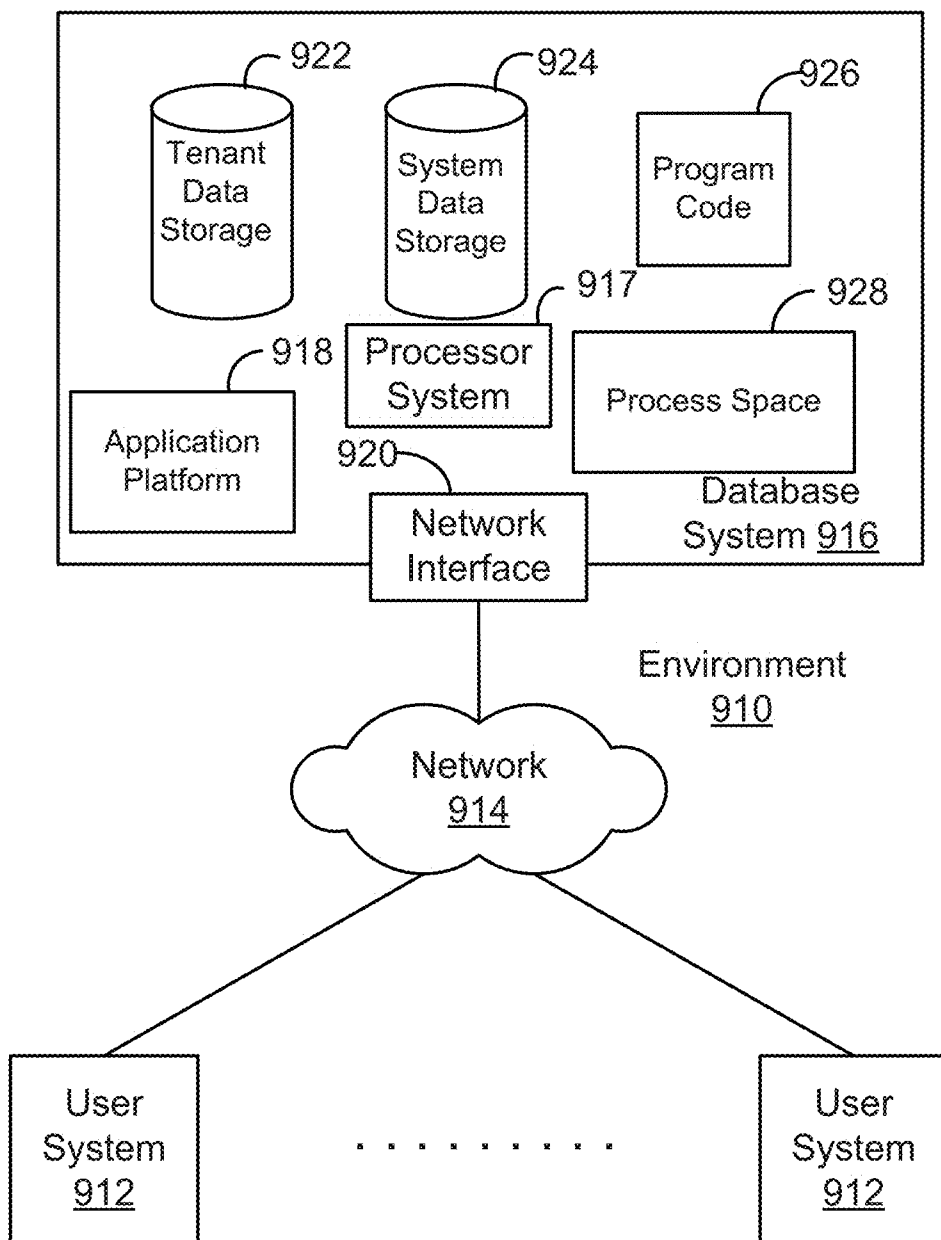 922
924
926
Tenant
Data
Storage
System
Data
Storage
Program
Code
917
928
918
Processor
System
Process Space
Application
Platform
920
Database
System 916
Network
Interface
Environment
910
Network
914
User
System
912
User
System
912